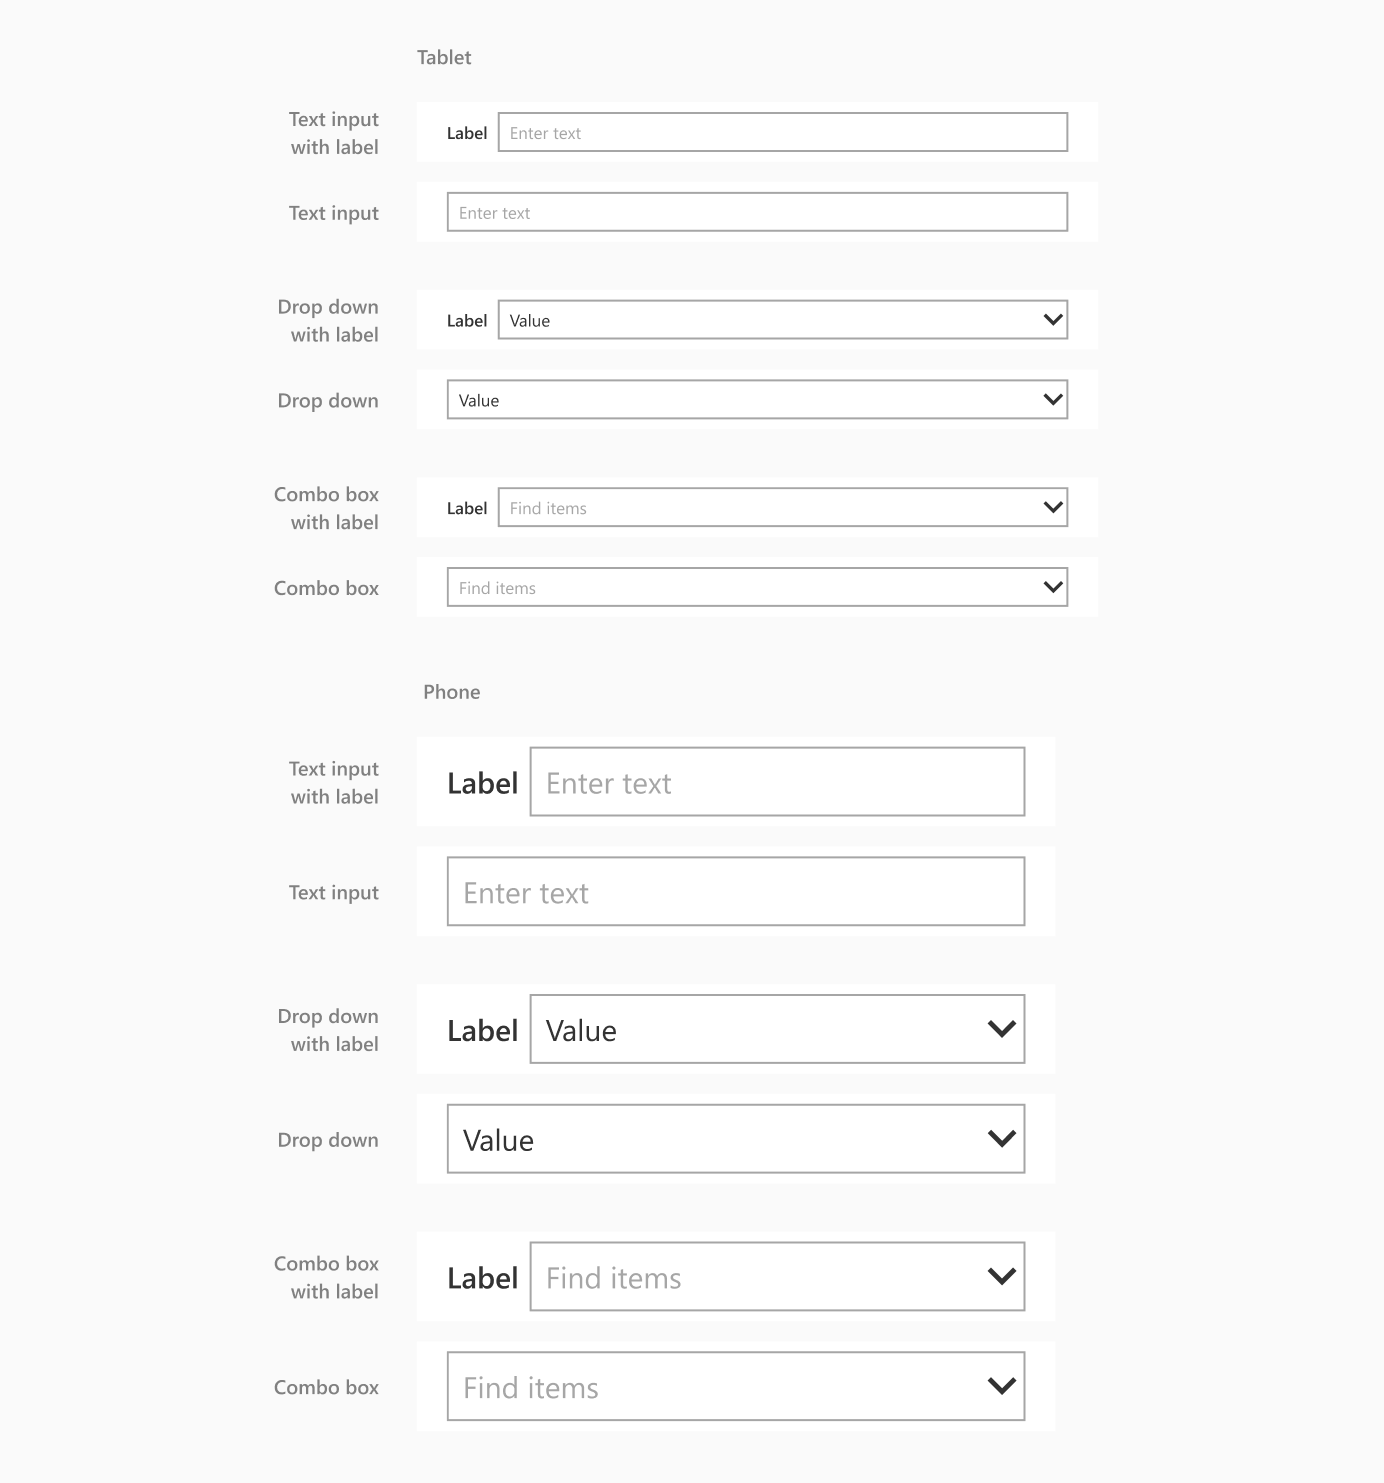 Tablet
Text input
with label
Label Enter text
Text input
Enter text
Drop down
with label
Label Value
Drop down
Value
Combo box
with label
Label Find items
Combo box
Find items
Phone
Text input
with label
Label Enter text
Text input
Enter text
Drop down
with label
Label Value
Drop down
Value
Combo box
with label
Label Find items
Combo box
Find items